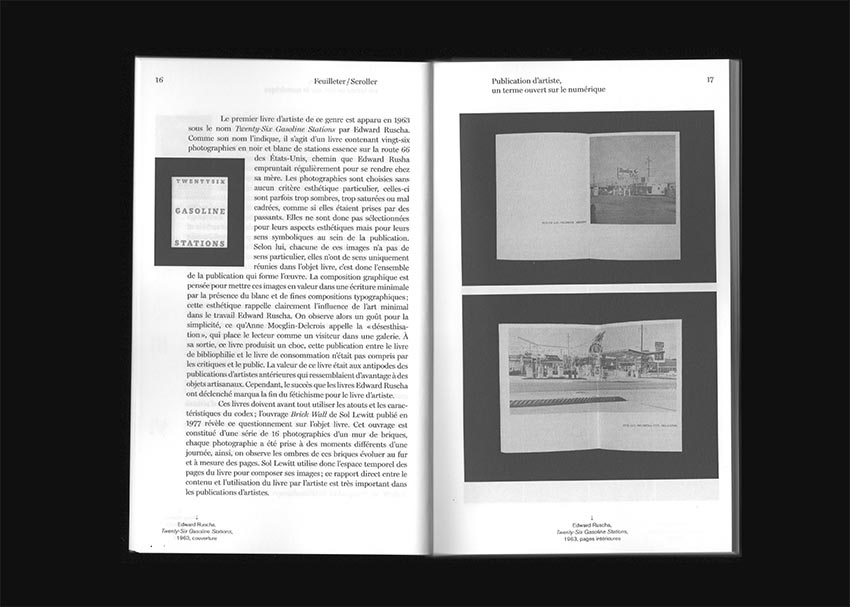 16
Feuilleter/Scroller
Le premier livre d'artiste de ce genre est apparu en 1963
sous le nom Twenty-Six Gasoline Stations par Edward Ruscha.
Comme son nom l'indique, il s'agit d'un livre contenant vingt-six
photographies en noir et blanc de stations essence sur la route 66
des États-Unis, chemin que Edward Rusha
empruntait régulièrement pour se rendre chez
sa mère. Les photographies sont choisies sans
aucun critère esthétique particulier, celles-ci
sont parfois trop sombres, trop saturées ou mal
cadrées, comme si elles étaient prises par des
passants. Elles ne sont donc pas sélectionnées
pour leurs aspects esthétiques mais pour leurs
sens symboliques au sein de la publication.
Selon lui, chacune de ces images n'a pas de
sens particulier, elles n'ont de sens uniquement
réunies dans l'objet livre, c'est donc l'ensemble
de la publication qui forme l'œuvre. La composition graphique est
pensée pour mettre ces images en valeur dans une écriture minimale
par la présence du blanc et de fines compositions typographiques ;
cette esthétique rappelle clairement l'influence de l'art minimal
dans le travail Edward Ruscha. On observe alors un goût pour la
simplicité, ce qu'Anne Moeglin-Delcrois appelle la « désesthisa-
tion », qui place le lecteur comme un visiteur dans une galerie. À
sa sortie, ce livre produisit un choc, cette publication entre le livre
de bibliophilie et le livre de consommation n'était pas compris par
les critiques et le public. La valeur de ce livre était aux antipodes des
publications d'artistes antérieures qui ressemblaient d'avantage à des
objets artisanaux. Cependant, le succès que les livres Edward Ruscha
ont déclenché marqua la fin du fétichisme pour le livre d'artiste.
Ces livres doivent avant tout utiliser les atouts et les carac-
téristiques du codex ; l'ouvrage Brick Wall de Sol Lewitt publié en
1977 révèle ce questionnement sur l'objet livre. Cet ouvrage est
constitué d'une série de 16 photographies d'un mur de briques,
chaque photographie a été prise à des moments différents d'une
journée, ainsi, on observe les ombres de ces briques évoluer au fur
et à mesure des pages. Sol Lewitt utilise donc l'espace temporel des
pages du livre pour composer ses images ; ce rapport direct entre le
contenu et l'utilisation du livre par l'artiste est très important dans
les publications d'artistes.
TWENTYSIX
GASOLINE
STATIONS
↓
Edward Ruscha,
Twenty-Six Gasoline Stations,
1963, couverture
Publication d'artiste,
un terme ouvert sur le numérique
17
↓
Edward Ruscha,
Twenty-Six Gasoline Stations,
1963, pages intérieures